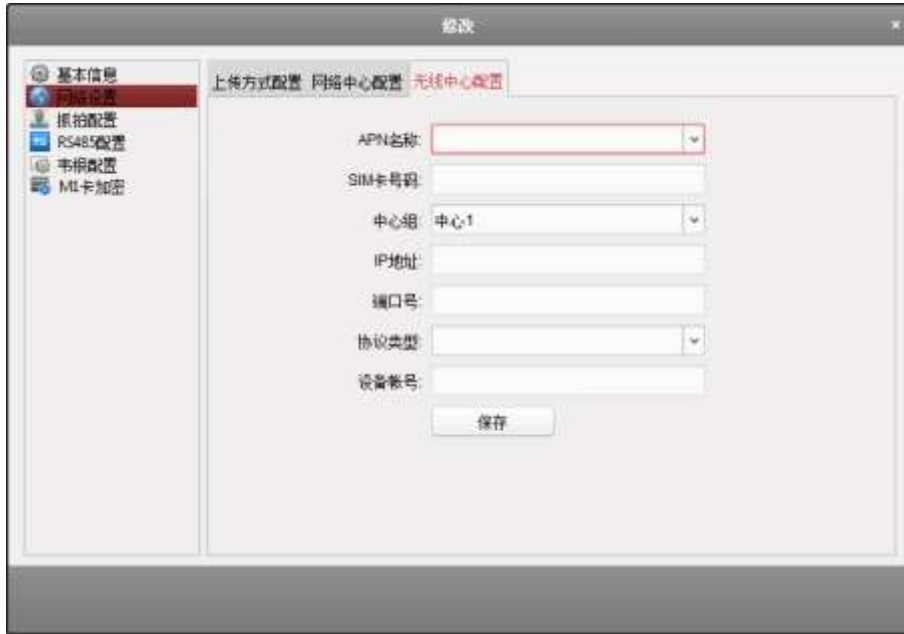 修改
基本信息
网络设置
抓拍配置
RS485配置
韦根配置
M1卡加密
上传方式配置 网络中心配置 无线中心配置
APN名称:
SIM卡号码:
中心组: 中心1
IP地址:
端口号:
协议类型:
设备帐号:
保存